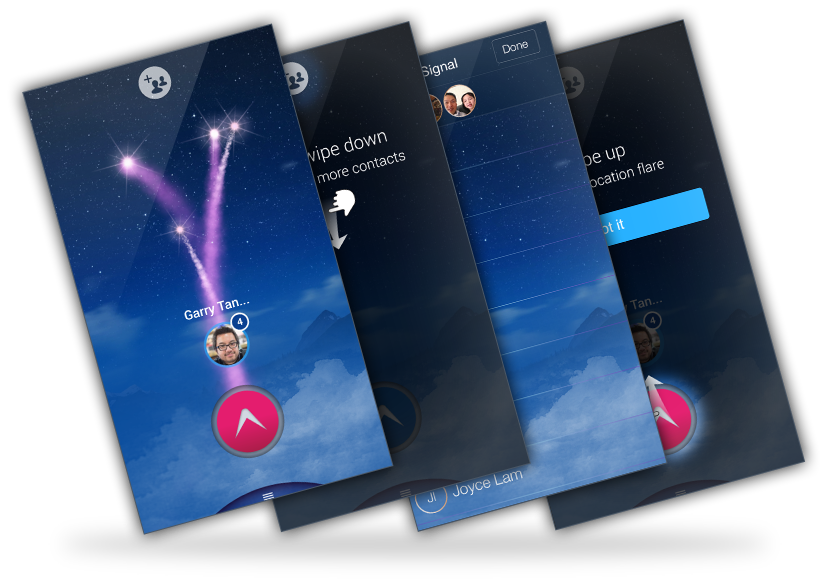 Garry Tan...
4
wipe down
more contacts
Signal
Done
JI
Joyce Lam
pe up
ocation flare
ot it
Tan...
4